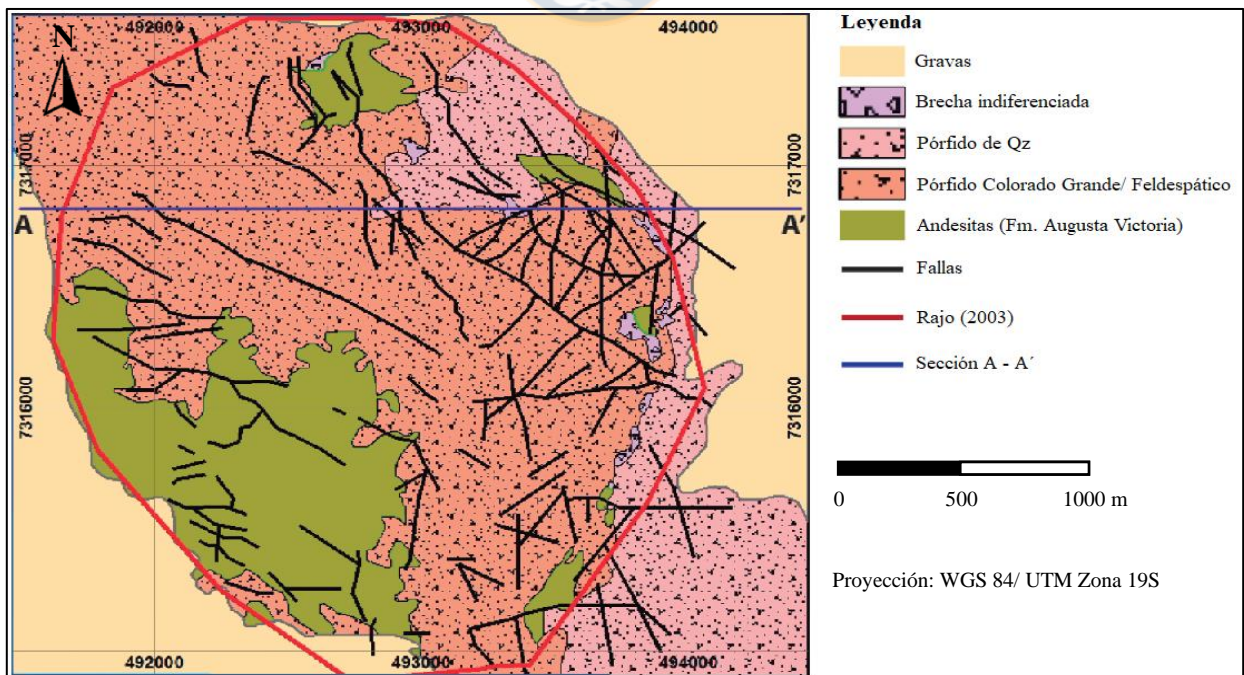 492000 493000 494000
N
7317000 7317000
A A'
7316000 7316000
492000 493000 494000
Leyenda
Gravas
Brecha indiferenciada
Pórfido de Qz
Pórfido Colorado Grande/ Feldespático
Andesitas (Fm. Augusta Victoria)
Fallas
Rajo (2003)
Sección A - A´
0 500 1000 m
Proyección: WGS 84/ UTM Zona 19S